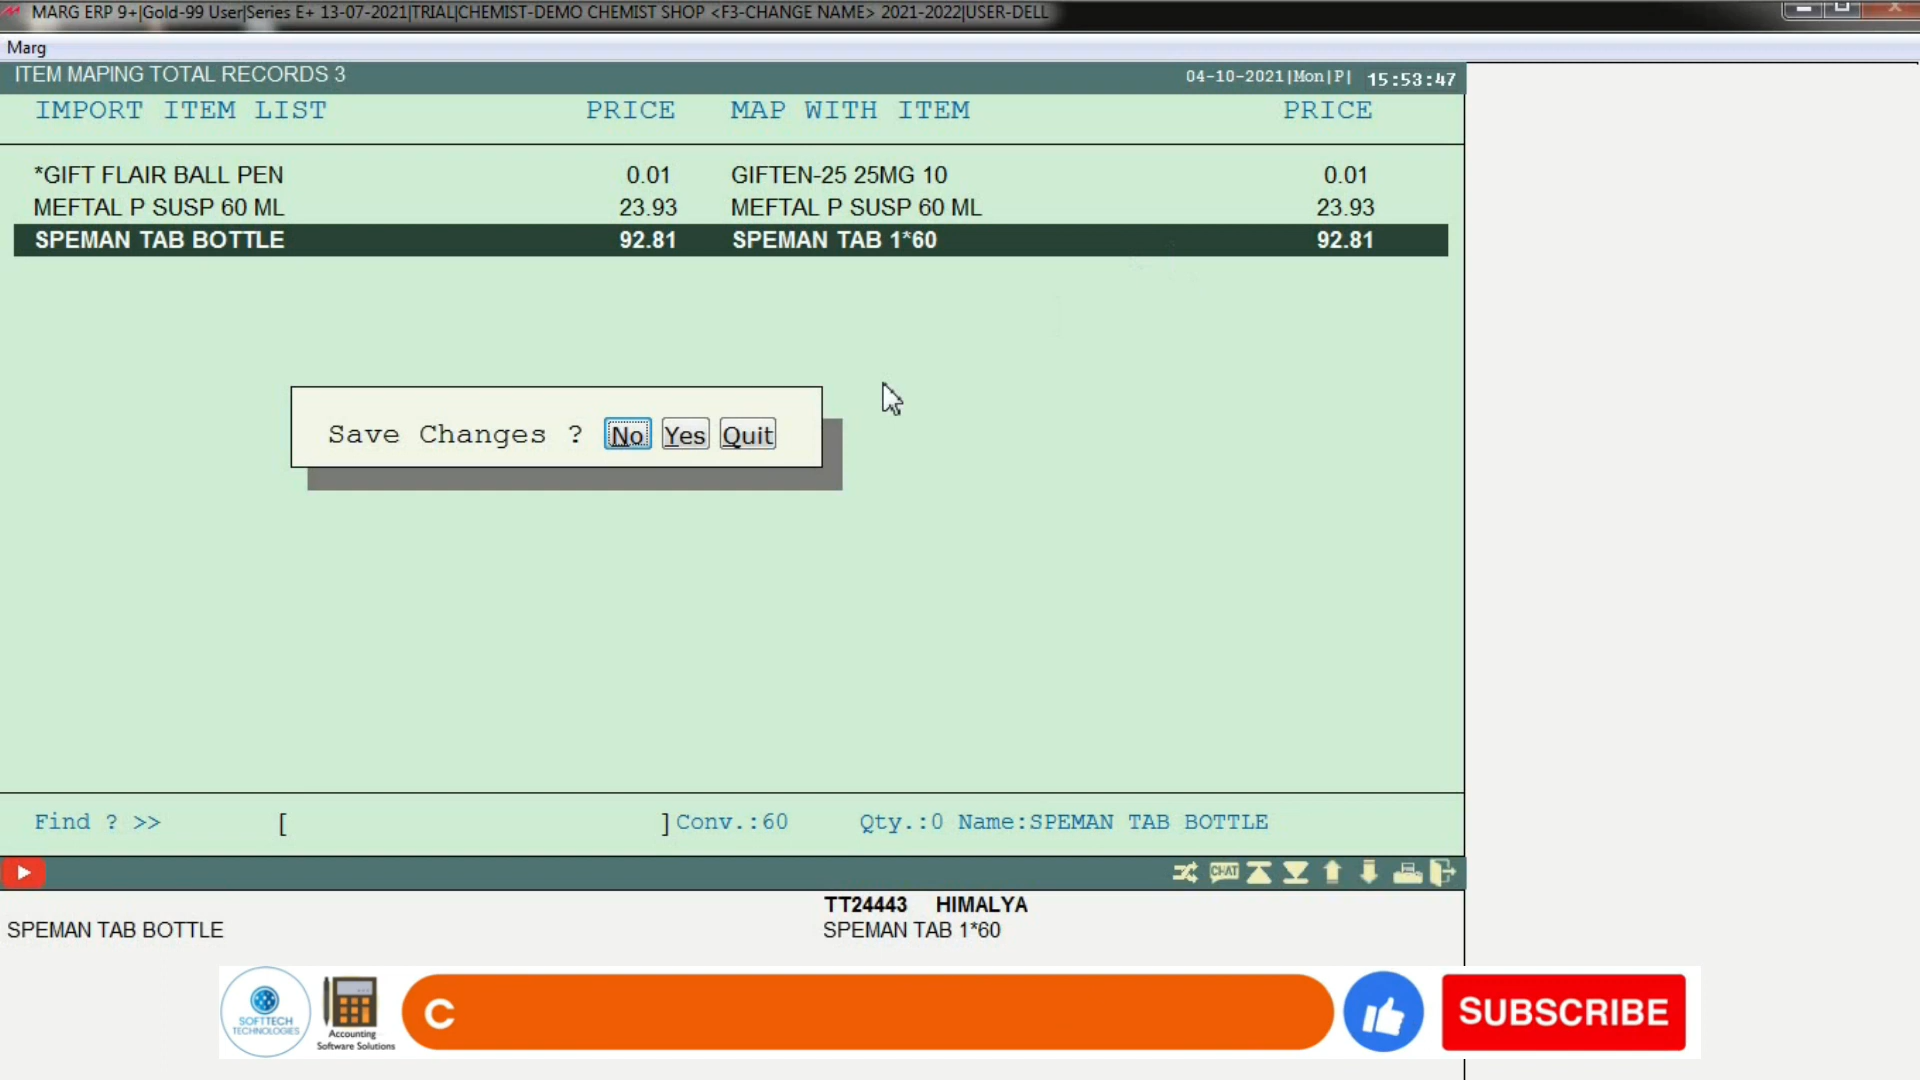 MARG ERP 9+|Gold-99 User|Series E+ 13-07-2021|TRIAL|CHEMIST-DEMO CHEMIST SHOP <F3-CHANGE NAME> 2021-2022|USER-DELL
Marg
ITEM MAPING TOTAL RECORDS 3 04-10-2021|Mon|P| 15:53:47
IMPORT ITEM LIST PRICE MAP WITH ITEM PRICE
*GIFT FLAIR BALL PEN 0.01 GIFTEN-25 25MG 10 0.01
MEFTAL P SUSP 60 ML 23.93 MEFTAL P SUSP 60 ML 23.93
SPEMAN TAB BOTTLE 92.81 SPEMAN TAB 1*60 92.81
Save Changes ? No Yes Quit
Find ? >> [ ]Conv.:60 Qty.:0 Name:SPEMAN TAB BOTTLE
CHAT
TT24443 HIMALYA
SPEMAN TAB BOTTLE SPEMAN TAB 1*60
SOFTTECH
TECHNOLOGIES
Accounting
Software Solutions
C
SUBSCRIBE